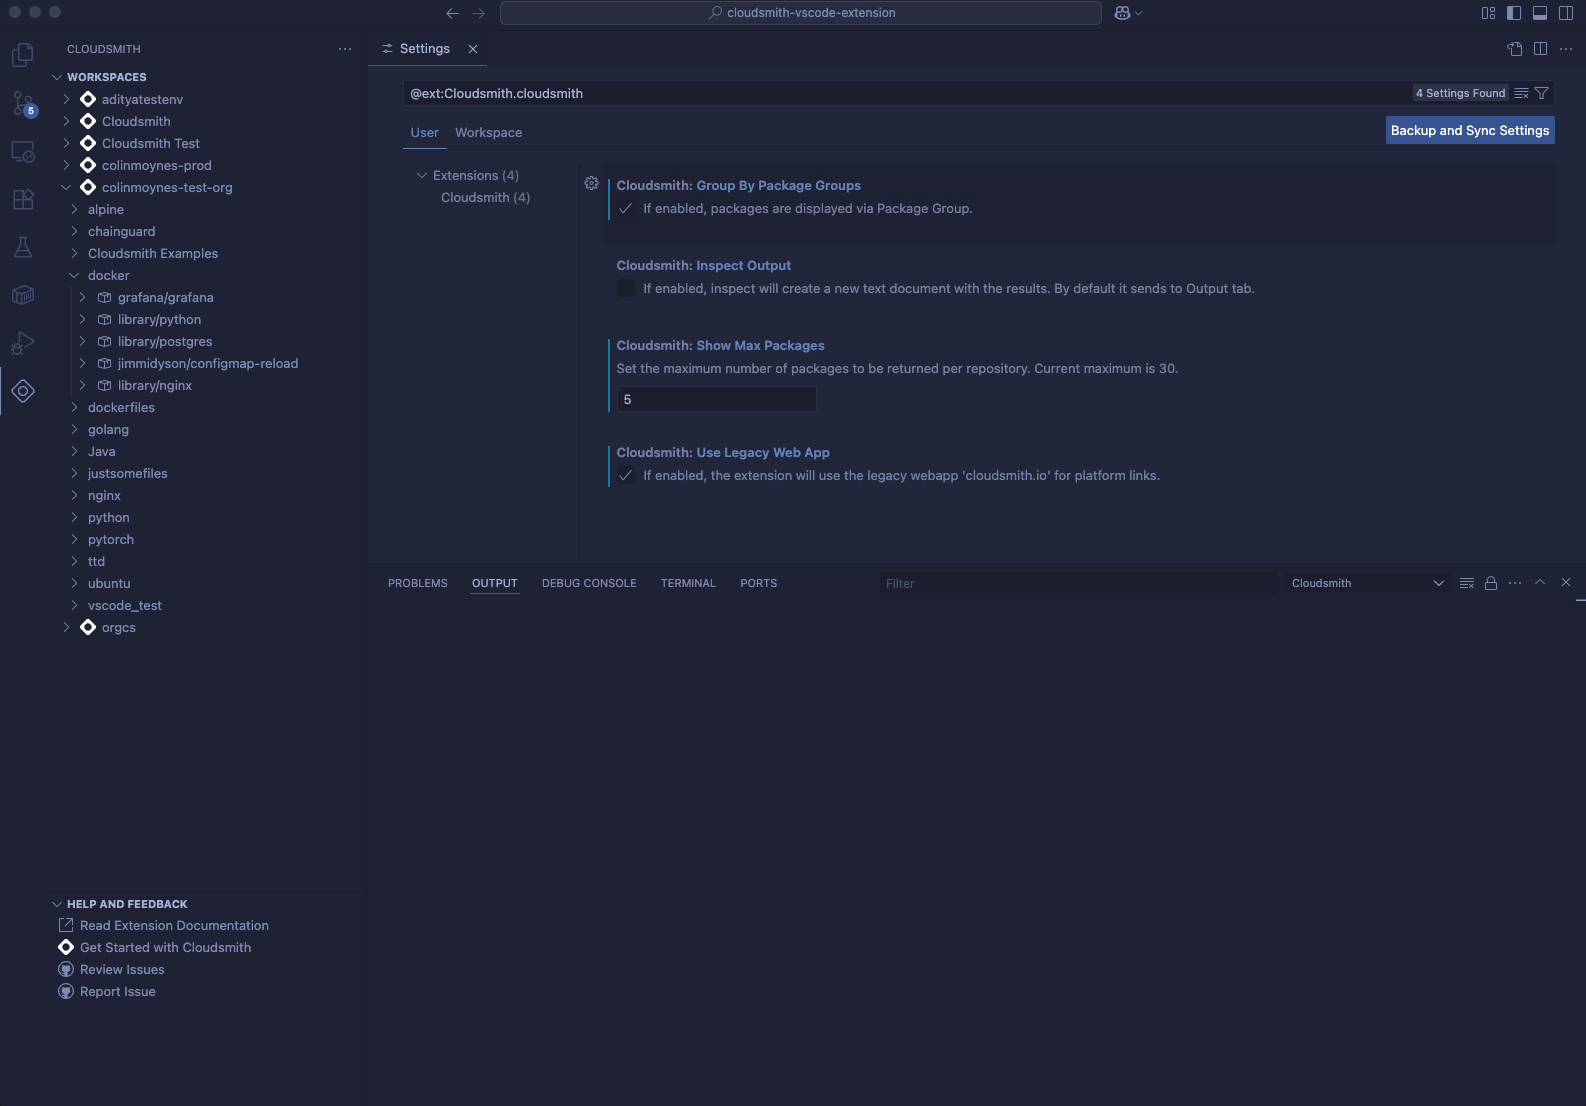 cloudsmith-vscode-extension
CLOUDSMITH
WORKSPACES
adityatestenv
Cloudsmith
Cloudsmith Test
colinmoynes-prod
colinmoynes-test-org
alpine
chainguard
Cloudsmith Examples
docker
grafana/grafana
library/python
library/postgres
jimmidyson/configmap-reload
library/nginx
dockerfiles
golang
Java
justsomefiles
nginx
python
pytorch
ttd
ubuntu
vscode_test
orgcs
5
HELP AND FEEDBACK
Read Extension Documentation
Get Started with Cloudsmith
Review Issues
Report Issue
Settings
@ext:Cloudsmith.cloudsmith
4 Settings Found
User Workspace
Backup and Sync Settings
Extensions (4)
Cloudsmith (4)
Cloudsmith: Group By Package Groups
If enabled, packages are displayed via Package Group.
Cloudsmith: Inspect Output
If enabled, inspect will create a new text document with the results. By default it sends to Output tab.
Cloudsmith: Show Max Packages
Set the maximum number of packages to be returned per repository. Current maximum is 30.
5
Cloudsmith: Use Legacy Web App
If enabled, the extension will use the legacy webapp 'cloudsmith.io' for platform links.
PROBLEMS OUTPUT DEBUG CONSOLE TERMINAL PORTS
Filter
Cloudsmith